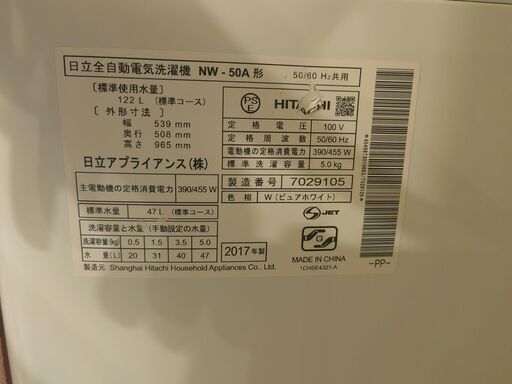 日立全自動電気洗濯機 NW-50A 形 50/60 Hz共用
[標準使用水量]
122 L (標準コース)
[外形寸法]
幅 539 mm
奥行 508 mm
高さ 965 mm
日立アプライアンス(株)
主電動機の定格消費電力 390/455 W
標準水量 47 L (標準コース)
洗濯容量と水量 (手動設定の水量)
洗濯容量(kg) 0.5 1.5 3.5 5.0
水量(L) 20 31 40 47
2017年製
製造元 Shanghai Hitachi Household Appliances Co., Ltd.
PS
E
HITACHI
定格電圧 100 V
定格周波数 50/60 Hz
電動機の定格消費電力 390/455 W
標準洗濯容量 5.0 kg
製造番号 7029105
色相 W (ピュアホワイト)
JET
G
MADE IN CHINA
1CHSE4321-A
-PP-